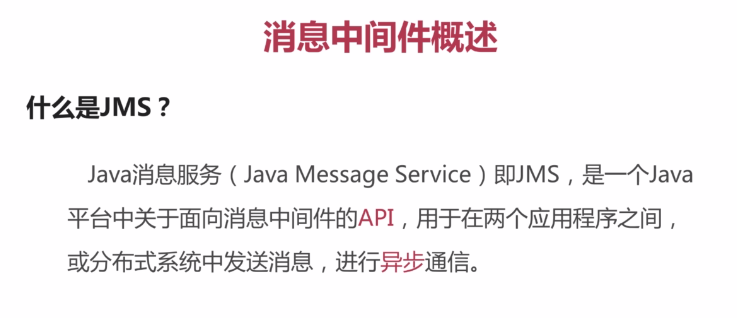 消息中间件概述
什么是JMS？
Java消息服务（Java Message Service）即JMS，是一个Java
平台中关于面向消息中间件的API，用于在两个应用程序之间，
或分布式系统中发送消息，进行异步通信。